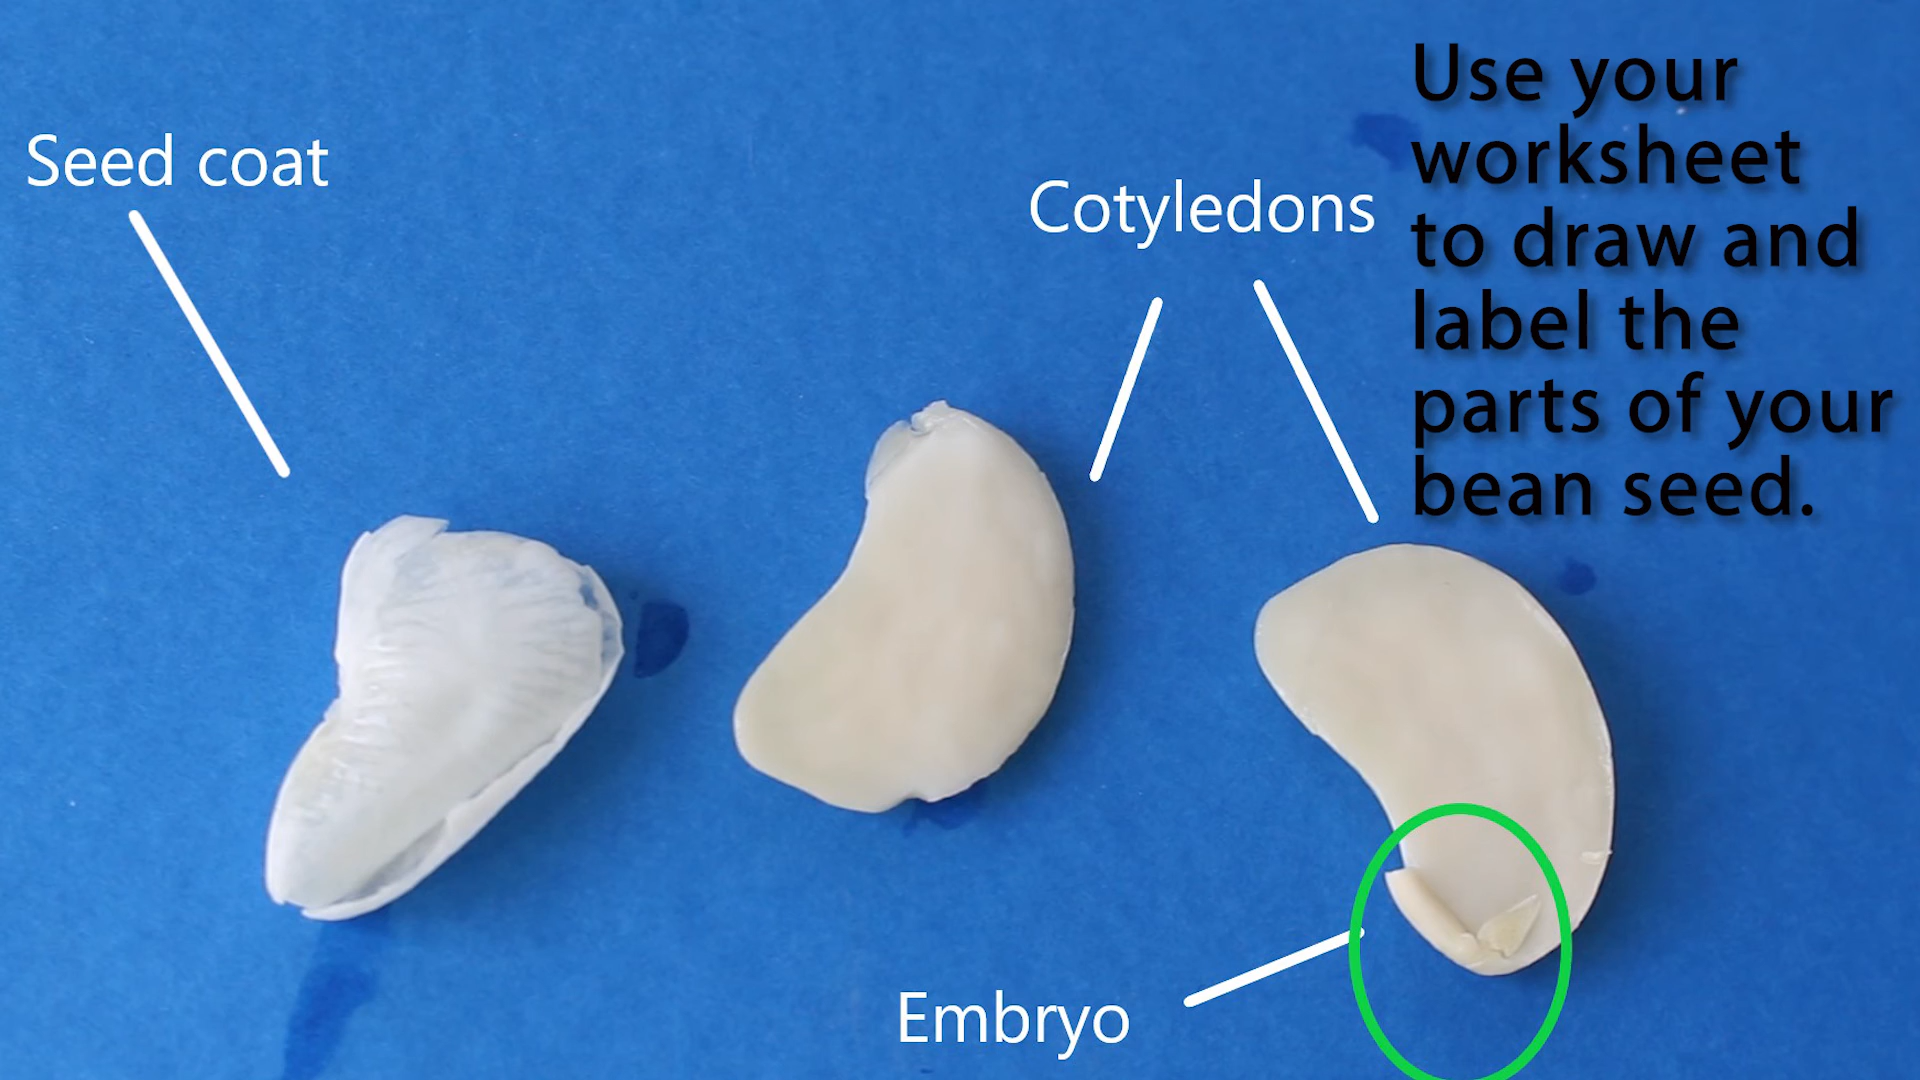 Seed coat
Cotyledons
Use your
worksheet
to draw and
label the
parts of your
bean seed.
Embryo